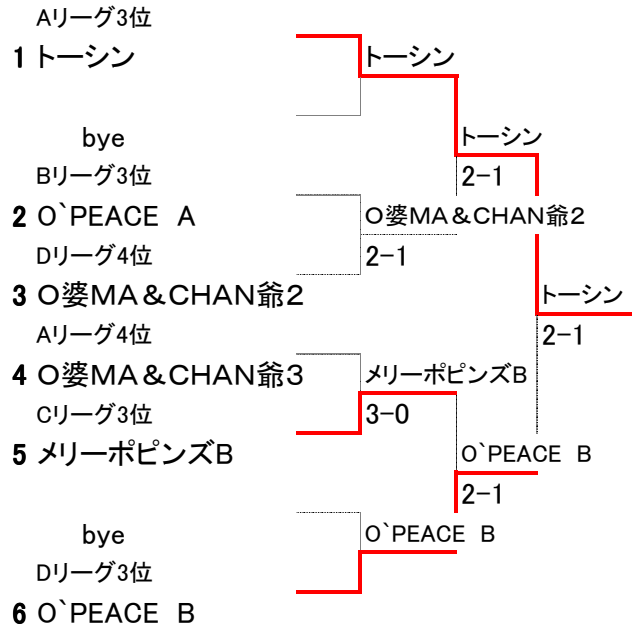 Aリーグ3位
1 トーシン トーシン
bye トーシン
Bリーグ3位 2-1
2 O`PEACE A O婆MA&CHAN爺2
Dリーグ4位 2-1
3 O婆MA&CHAN爺2 トーシン
Aリーグ4位 2-1
4 O婆MA&CHAN爺3 メリーポピンズB
Cリーグ3位 3-0
5 メリーポピンズB O`PEACE B
2-1
bye O`PEACE B
Dリーグ3位
6 O`PEACE B